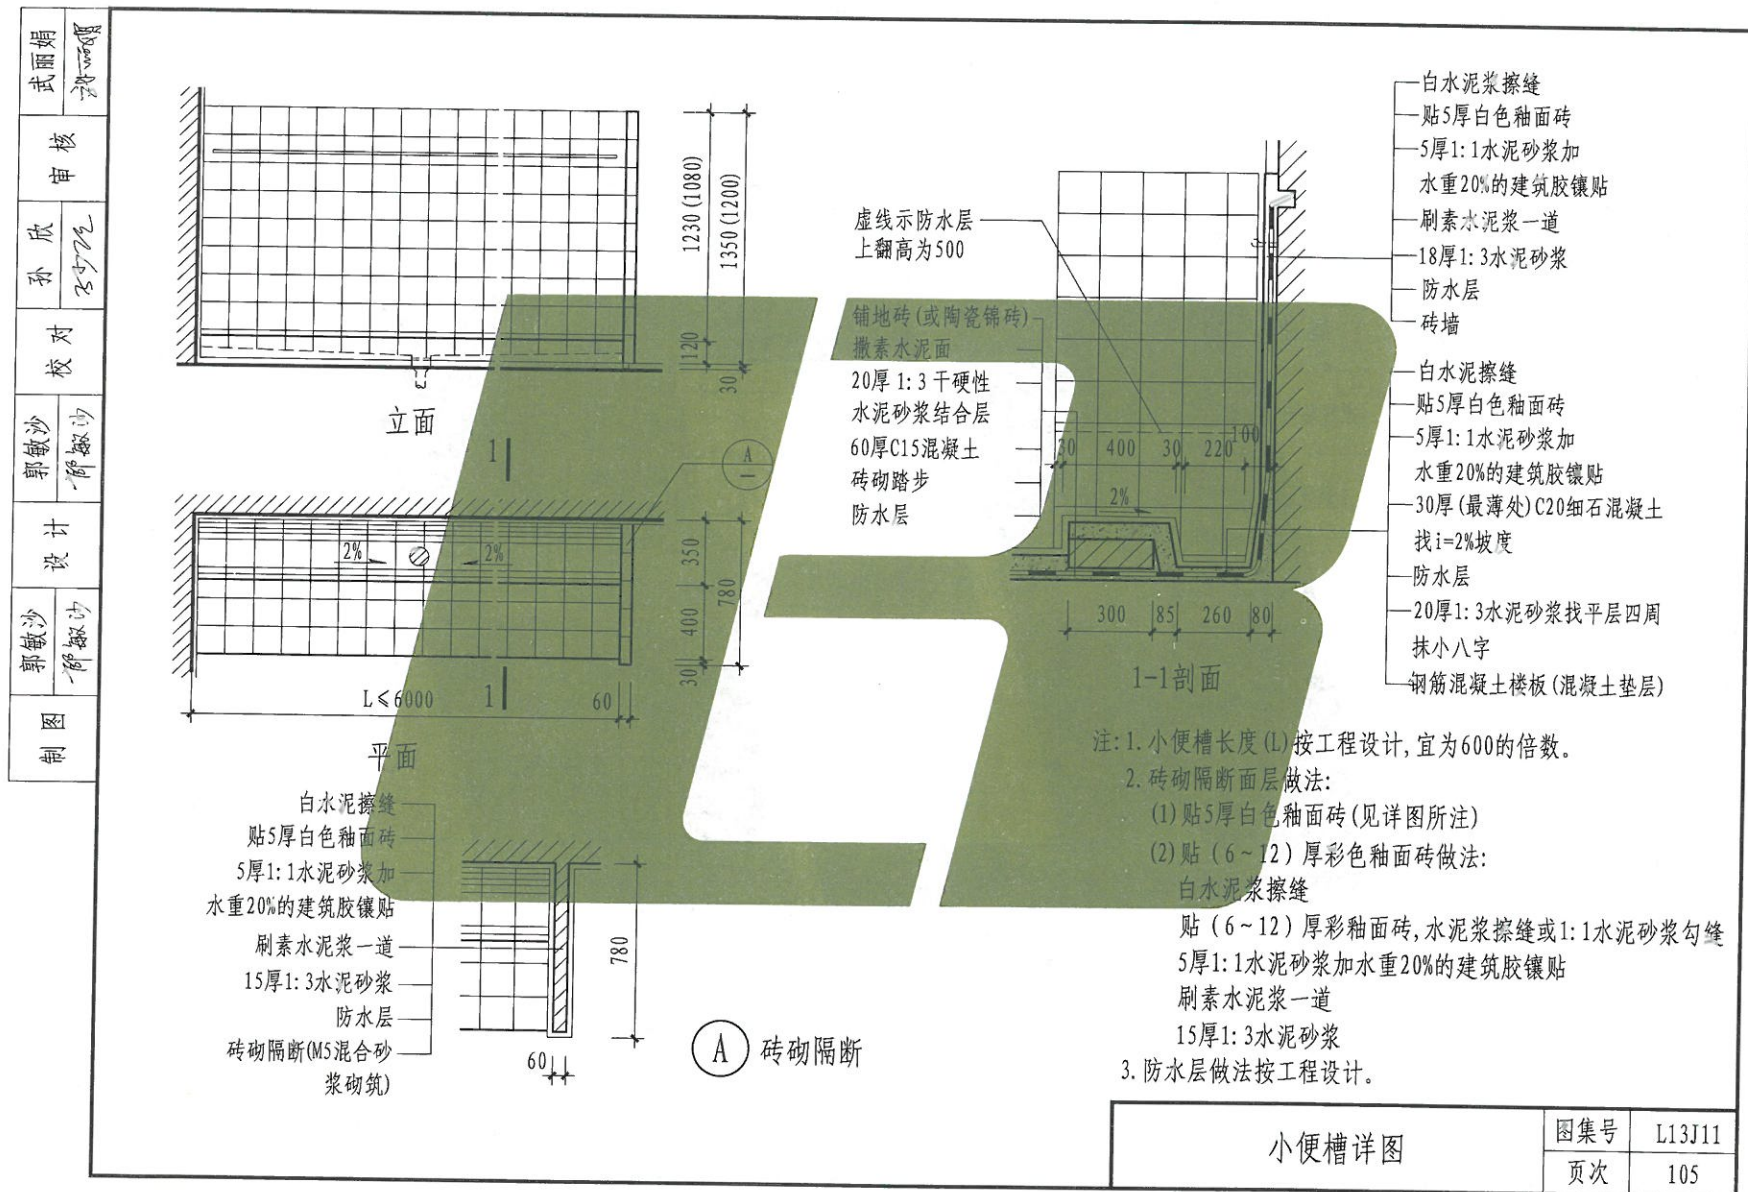 武丽娟
审核
孙欣
校对
郭敏沙
郭敏沙
设计
郭敏沙
郭敏沙
制图
1230(1080)
1350(1200)
120
30
立面
1
A
2%
2%
350
400
30
780
L≤6000
1
60
平面
白水泥擦缝
贴5厚白色釉面砖
5厚1:1水泥砂浆加
水重20%的建筑胶镶贴
刷素水泥浆一道
15厚1:3水泥砂浆
防水层
砖砌隔断(M5混合砂
浆砌筑)
780
60
A 砖砌隔断
虚线示防水层
上翻高为500
铺地砖(或陶瓷锦砖)
撒素水泥面
20厚1:3干硬性
水泥砂浆结合层
60厚C15混凝土
砖砌踏步
防水层
30 400 30 220 100
2%
300 85 260 80
1-1剖面
白水泥浆擦缝
贴5厚白色釉面砖
5厚1:1水泥砂浆加
水重20%的建筑胶镶贴
刷素水泥浆一道
18厚1:3水泥砂浆
防水层
砖墙
白水泥擦缝
贴5厚白色釉面砖
5厚1:1水泥砂浆加
水重20%的建筑胶镶贴
30厚(最薄处)C20细石混凝土
找i=2%坡度
防水层
20厚1:3水泥砂浆找平层四周
抹小八字
钢筋混凝土楼板(混凝土垫层)
注:1.小便槽长度(L)按工程设计,宜为600的倍数。
2.砖砌隔断面层做法:
(1)贴5厚白色釉面砖(见详图所注)
(2)贴（6~12）厚彩色釉面砖做法:
白水泥浆擦缝
贴（6~12）厚彩釉面砖,水泥浆擦缝或1:1水泥砂浆勾缝
5厚1:1水泥砂浆加水重20%的建筑胶镶贴
刷素水泥浆一道
15厚1:3水泥砂浆
3.防水层做法按工程设计。
小便槽详图
图集号 L13J11
页次 105